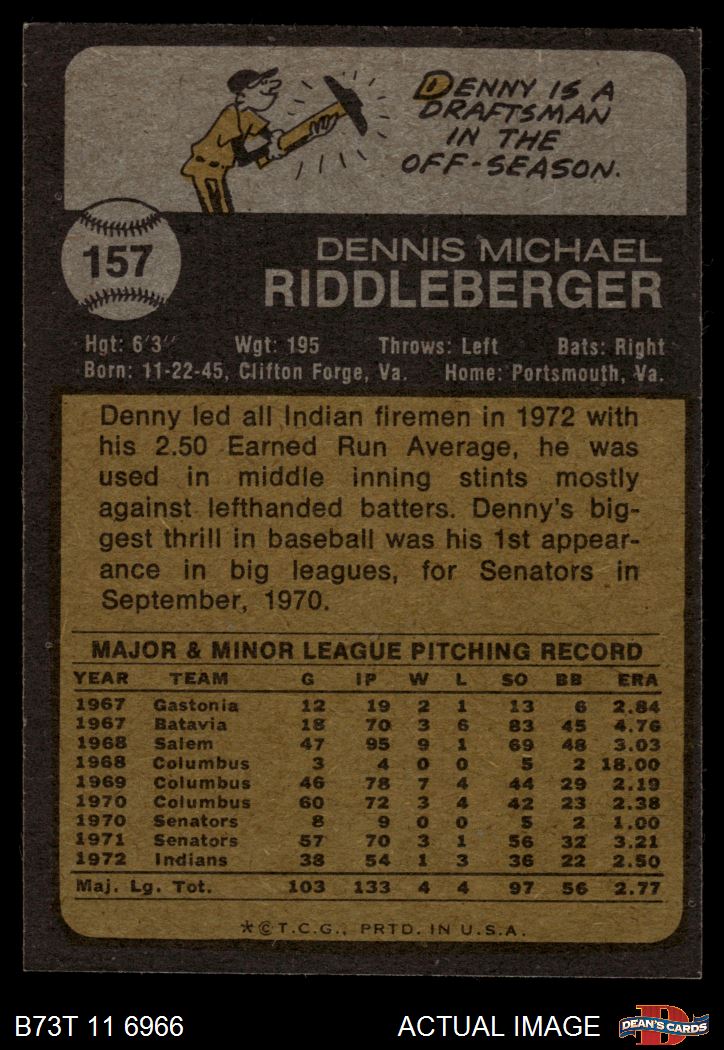 DENNY IS A
DRAFTSMAN
IN THE
OFF-SEASON.
157
DENNIS MICHAEL
RIDDLEBERGER
Hgt: 6'3" Wgt: 195 Throws: Left Bats: Right
Born: 11-22-45, Clifton Forge, Va. Home: Portsmouth, Va.
Denny led all Indian firemen in 1972 with
his 2.50 Earned Run Average, he was
used in middle inning stints mostly
against lefthanded batters. Denny's big-
gest thrill in baseball was his 1st appear-
ance in big leagues, for Senators in
September, 1970.
MAJOR & MINOR LEAGUE PITCHING RECORD
YEAR TEAM G IP W L SO BB ERA
1967 Gastonia 12 19 2 1 13 6 2.84
1967 Batavia 18 70 3 6 83 45 4.76
1968 Salem 47 95 9 1 69 48 3.03
1968 Columbus 3 4 0 0 5 2 18.00
1969 Columbus 46 78 7 4 44 29 2.19
1970 Columbus 60 72 3 4 42 23 2.38
1970 Senators 8 9 0 0 5 2 1.00
1971 Senators 57 70 3 1 56 32 3.21
1972 Indians 38 54 1 3 36 22 2.50
Maj. Lg. Tot. 103 133 4 4 97 56 2.77
*© T.C.G., PRTD. IN U.S.A.
B73T 11 6966 ACTUAL IMAGE D DEAN'S CARDS